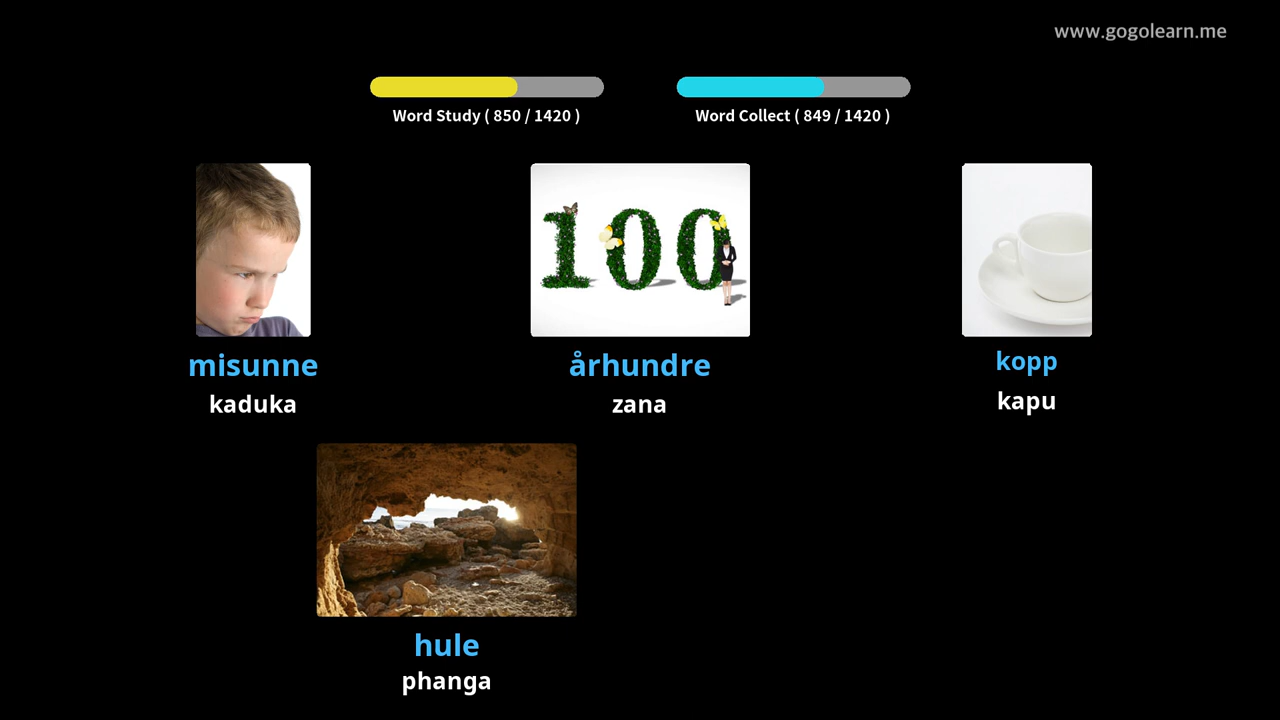 www.gogolearn.me
Word Study ( 850 / 1420 )
Word Collect ( 849 / 1420 )
100
misunne
kaduka
århundre
zana
kopp
kapu
hule
phanga